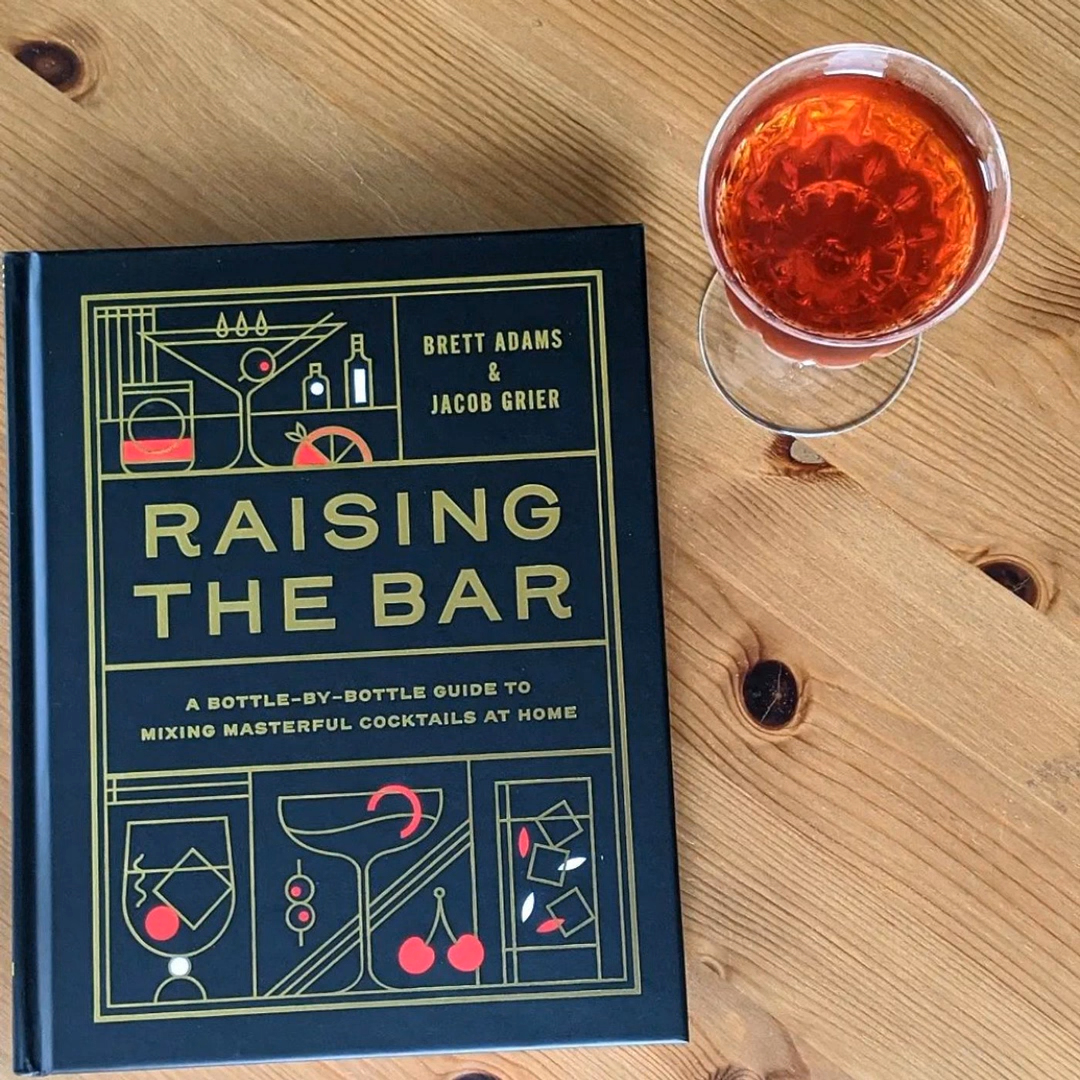 BRETT ADAMS
&
JACOB GRIER
RAISING
THE BAR
A BOTTLE-BY-BOTTLE GUIDE TO
MIXING MASTERFUL COCKTAILS AT HOME